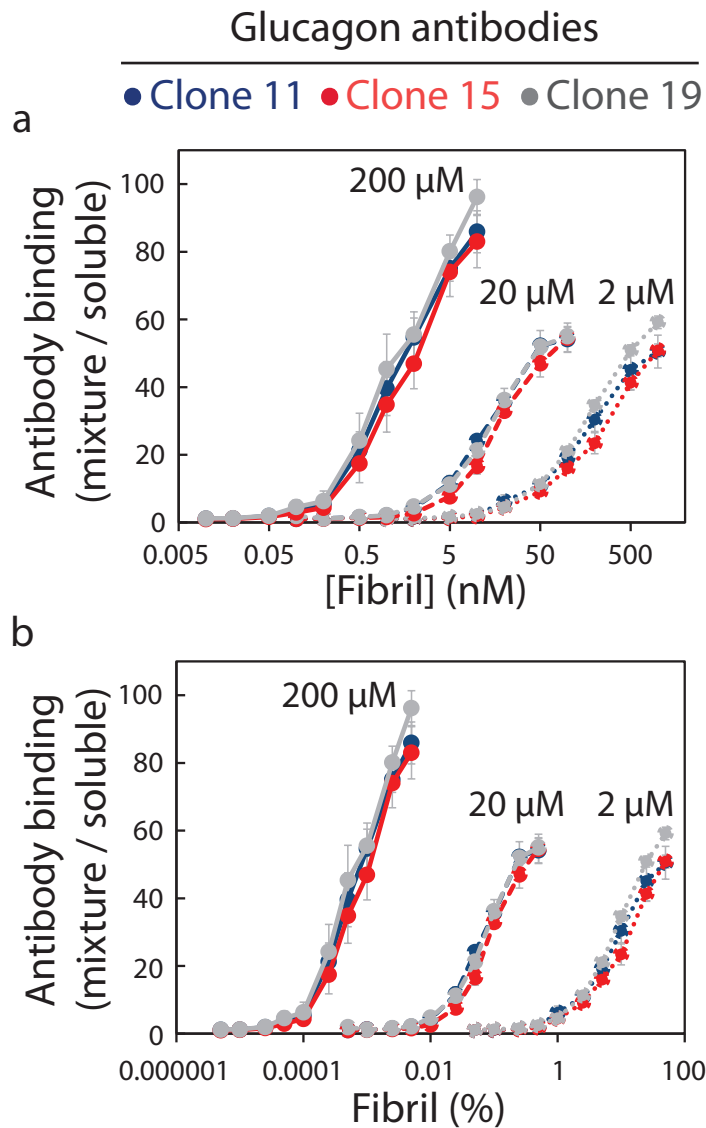 Glucagon antibodies
Clone 11 Clone 15 Clone 19
a
Antibody binding
(mixture / soluble)
100
80
60
40
20
0
200 µM
20 µM 2 µM
0.005 0.05 0.5 5 50 500
[Fibril] (nM)
b
Antibody binding
(mixture / soluble)
100
80
60
40
20
0
200 µM
20 µM 2 µM
0.000001 0.0001 0.01 1 100
Fibril (%)